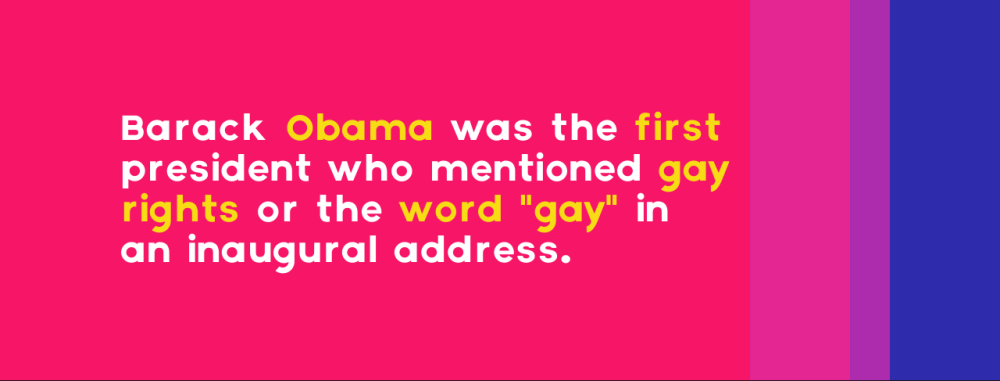 Barack Obama was the first
president who mentioned gay
rights or the word "gay" in
an inaugural address.